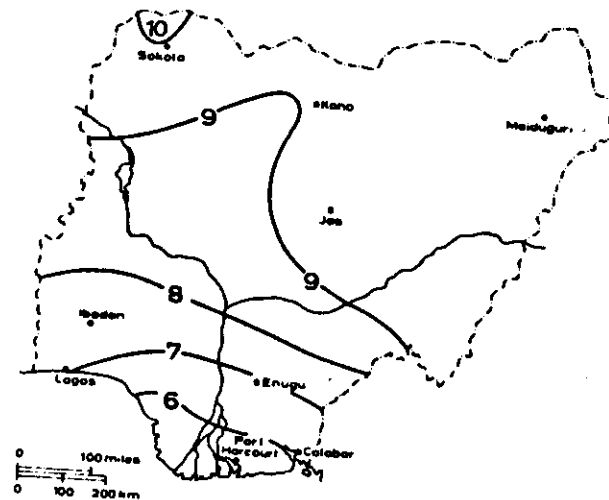 10
Sokoto
9
Kano
Maiduguri
Jos
9
8
Ibadan
7
Lagos
Enugu
6
Port
Harcourt
Calabar
0 100 miles
0 100 200 km